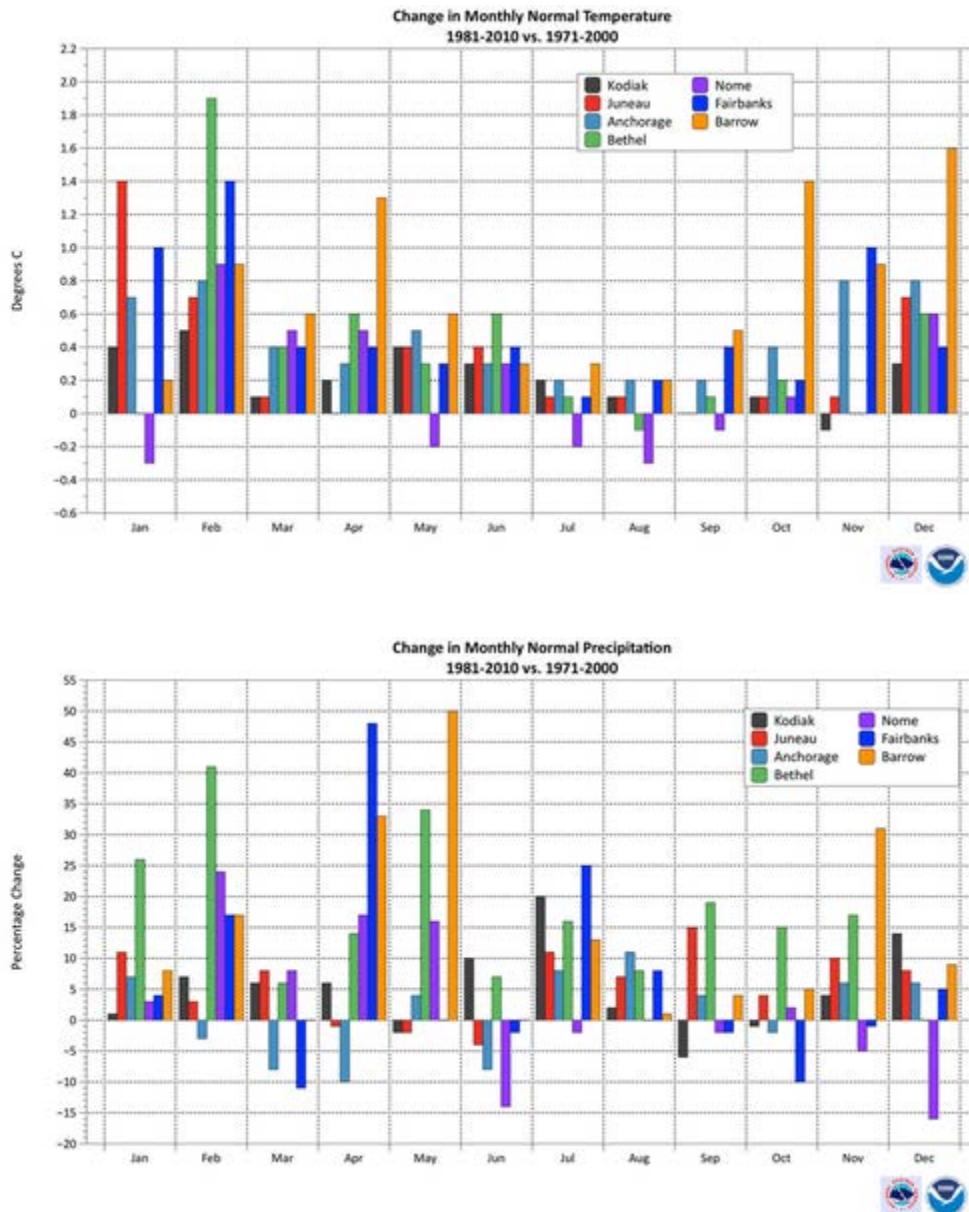 Change in Monthly Normal Temperature
1981-2010 vs. 1971-2000
Degrees C
2.2
2.0
1.8
1.6
1.4
1.2
1.0
0.8
0.6
0.4
0.2
0
−0.2
−0.4
−0.6
Kodiak Nome
Juneau Fairbanks
Anchorage Barrow
Bethel
Jan Feb Mar Apr May Jun Jul Aug Sep Oct Nov Dec
Change in Monthly Normal Precipitation
1981-2010 vs. 1971-2000
Percentage Change
55
50
45
40
35
30
25
20
15
10
5
0
−5
−10
−15
−20
Kodiak Nome
Juneau Fairbanks
Anchorage Barrow
Bethel
Jan Feb Mar Apr May Jun Jul Aug Sep Oct Nov Dec